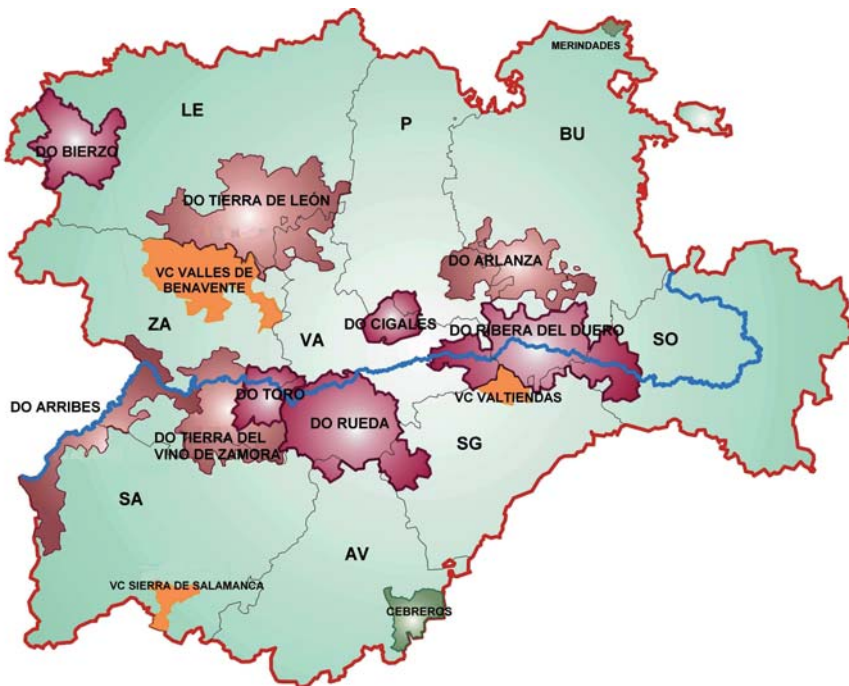 MERINDADES
LE
P
BU
DO BIERZO
DO TIERRA DE LEÓN
DO ARLANZA
VC VALLES DE
BENAVENTE
ZA
VA
DO CIGALES
DO RIBERA DEL DUERO
SO
DO TORO
VC VALTIENDAS
DO ARRIBES
DO RUEDA
DO TIERRA DEL
VINO DE ZAMORA
SG
SA
AV
VC SIERRA DE SALAMANCA
CEBREROS